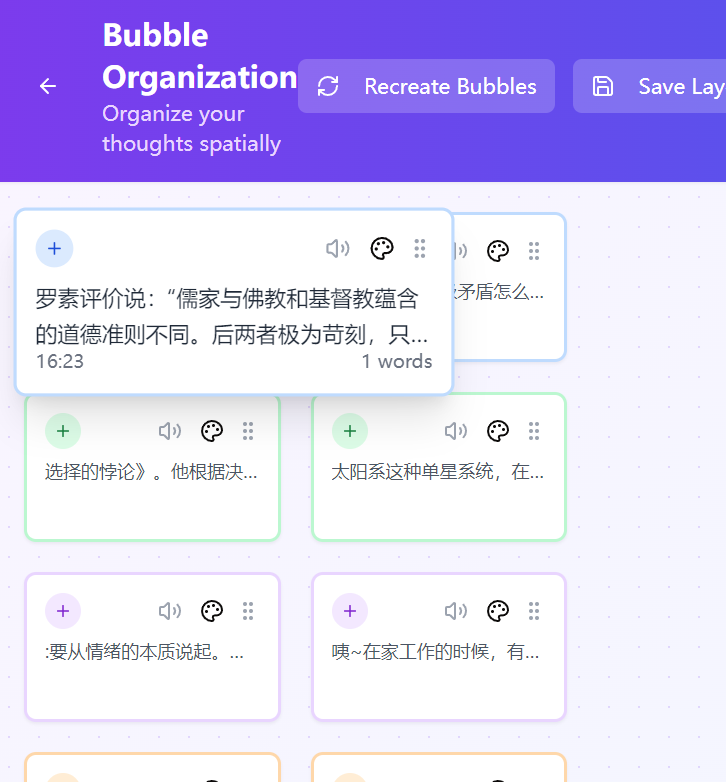 Bubble
Organization
Organize your
thoughts spatially
Recreate Bubbles
Save Lay
罗素评价说：“儒家与佛教和基督教蕴含
的道德准则不同。后两者极为苛刻，只...
16:23
1 words
矛盾怎么...
选择的悖论》。他根据决...
太阳系这种单星系统，在...
:要从情绪的本质说起。...
咦~在家工作的时候，有...